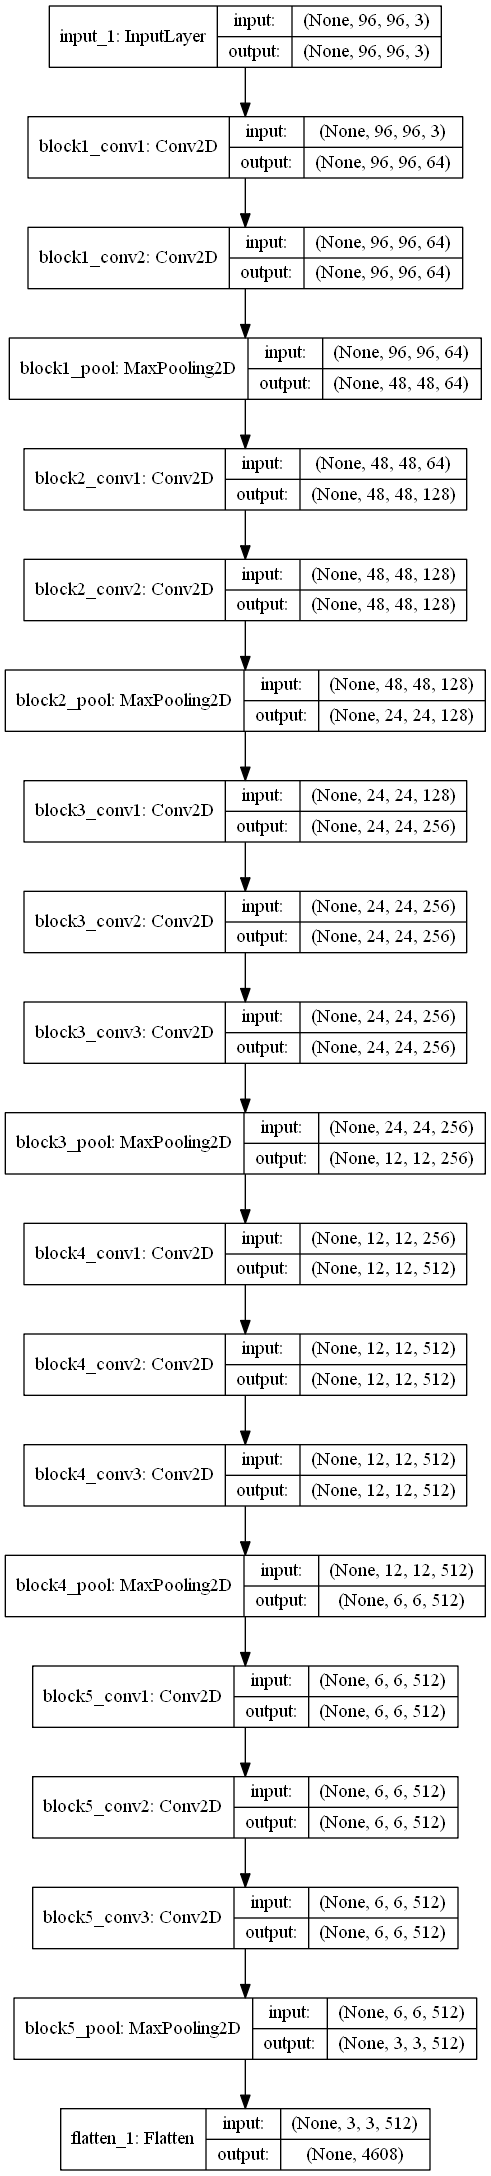 input_1: InputLayer
input: (None, 96, 96, 3)
output: (None, 96, 96, 3)
block1_conv1: Conv2D
input: (None, 96, 96, 3)
output: (None, 96, 96, 64)
block1_conv2: Conv2D
input: (None, 96, 96, 64)
output: (None, 96, 96, 64)
block1_pool: MaxPooling2D
input: (None, 96, 96, 64)
output: (None, 48, 48, 64)
block2_conv1: Conv2D
input: (None, 48, 48, 64)
output: (None, 48, 48, 128)
block2_conv2: Conv2D
input: (None, 48, 48, 128)
output: (None, 48, 48, 128)
block2_pool: MaxPooling2D
input: (None, 48, 48, 128)
output: (None, 24, 24, 128)
block3_conv1: Conv2D
input: (None, 24, 24, 128)
output: (None, 24, 24, 256)
block3_conv2: Conv2D
input: (None, 24, 24, 256)
output: (None, 24, 24, 256)
block3_conv3: Conv2D
input: (None, 24, 24, 256)
output: (None, 24, 24, 256)
block3_pool: MaxPooling2D
input: (None, 24, 24, 256)
output: (None, 12, 12, 256)
block4_conv1: Conv2D
input: (None, 12, 12, 256)
output: (None, 12, 12, 512)
block4_conv2: Conv2D
input: (None, 12, 12, 512)
output: (None, 12, 12, 512)
block4_conv3: Conv2D
input: (None, 12, 12, 512)
output: (None, 12, 12, 512)
block4_pool: MaxPooling2D
input: (None, 12, 12, 512)
output: (None, 6, 6, 512)
block5_conv1: Conv2D
input: (None, 6, 6, 512)
output: (None, 6, 6, 512)
block5_conv2: Conv2D
input: (None, 6, 6, 512)
output: (None, 6, 6, 512)
block5_conv3: Conv2D
input: (None, 6, 6, 512)
output: (None, 6, 6, 512)
block5_pool: MaxPooling2D
input: (None, 6, 6, 512)
output: (None, 3, 3, 512)
flatten_1: Flatten
input: (None, 3, 3, 512)
output: (None, 4608)